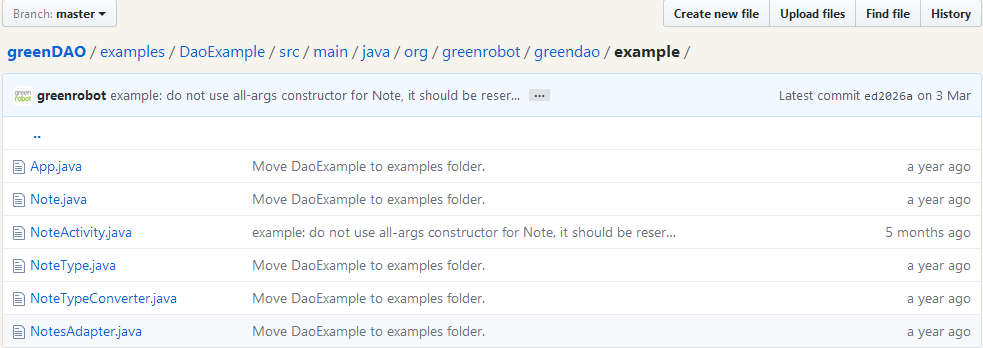 Branch: master Create new file Upload files Find file History
greenDAO / examples / DaoExample / src / main / java / org / greenrobot / greendao / example /
green robot greenrobot example: do not use all-args constructor for Note, it should be reser... ... Latest commit ed2026a on 3 Mar
..
App.java Move DaoExample to examples folder. a year ago
Note.java Move DaoExample to examples folder. a year ago
NoteActivity.java example: do not use all-args constructor for Note, it should be reser... 5 months ago
NoteType.java Move DaoExample to examples folder. a year ago
NoteTypeConverter.java Move DaoExample to examples folder. a year ago
NotesAdapter.java Move DaoExample to examples folder. a year ago